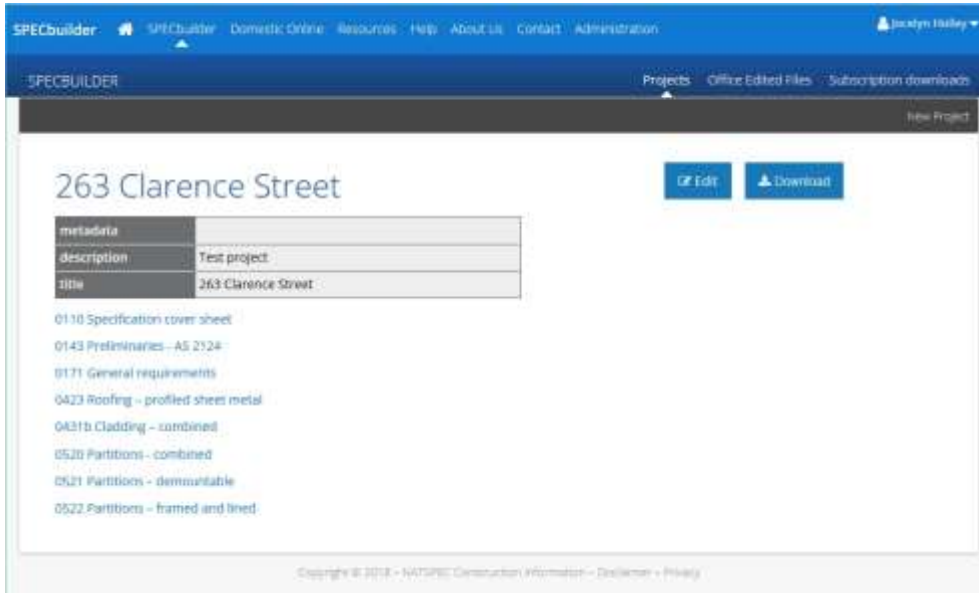 SPECbuilder SPECbuilder Domestic Online Resources Help About Us Contact Administration Jocelyn
SPECBUILDER Projects Office Edited Files Subscription downloads
New Project
263 Clarence Street Edit Download
metadata
description Test project
title 263 Clarence Street
0110 Specification cover sheet
0143 Preliminaries - AS 2124
0171 General requirements
0423 Roofing – profiled sheet metal
0431b Cladding – combined
0520 Partitions - combined
0521 Partitions – demountable
0522 Partitions – framed and lined
Copyright © 2018 – NATSPEC Construction Information – Disclaimer – Privacy